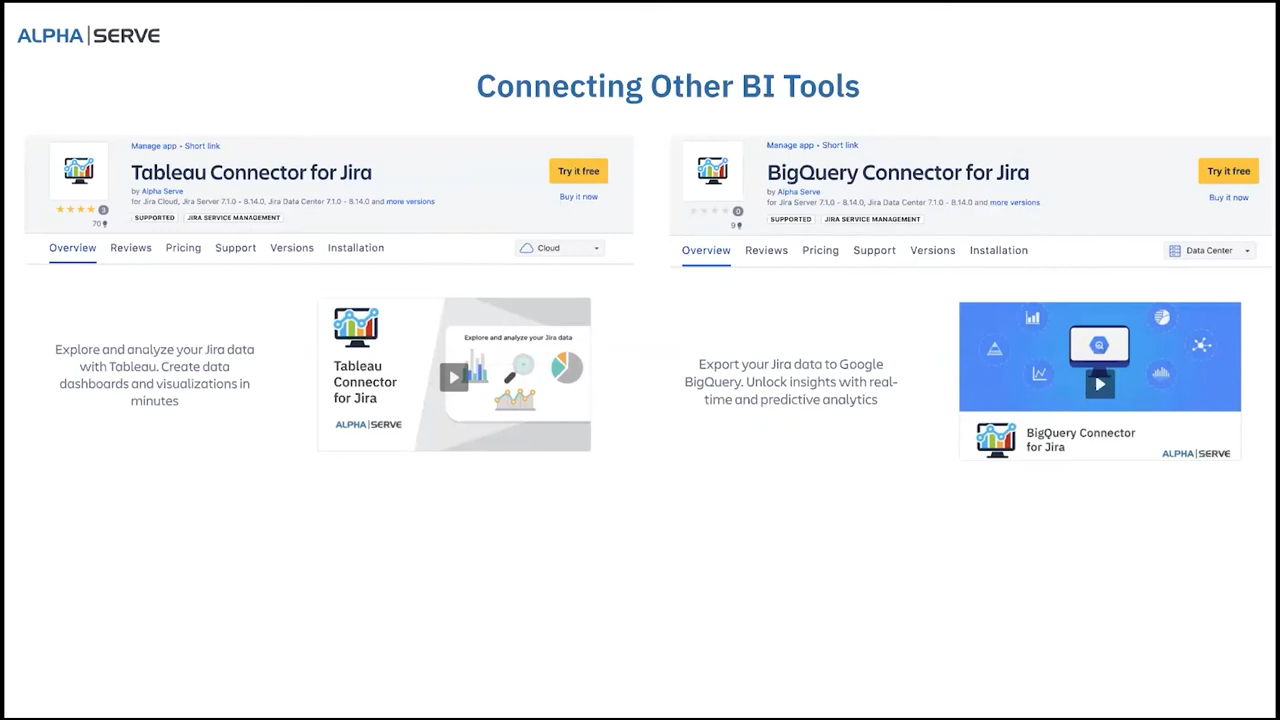 ALPHA|SERVE
Connecting Other BI Tools
Manage app • Short link
Tableau Connector for Jira
by Alpha Serve
for Jira Cloud, Jira Server 7.1.0 - 8.14.0, Jira Data Center 7.1.0 - 8.14.0 and more versions
SUPPORTED JIRA SERVICE MANAGEMENT
3
70
Try it free
Buy it now
Overview Reviews Pricing Support Versions Installation
Cloud
Explore and analyze your Jira data
with Tableau. Create data
dashboards and visualizations in
minutes
Tableau
Connector
for Jira
ALPHA|SERVE
Explore and analyze your Jira data
Manage app • Short link
BigQuery Connector for Jira
by Alpha Serve
for Jira Server 7.1.0 - 8.14.0, Jira Data Center 7.1.0 - 8.14.0 and more versions
SUPPORTED JIRA SERVICE MANAGEMENT
0
9
Try it free
Buy it now
Overview Reviews Pricing Support Versions Installation
Data Center
Export your Jira data to Google
BigQuery. Unlock insights with real-
time and predictive analytics
BigQuery Connector
for Jira
ALPHA|SERVE